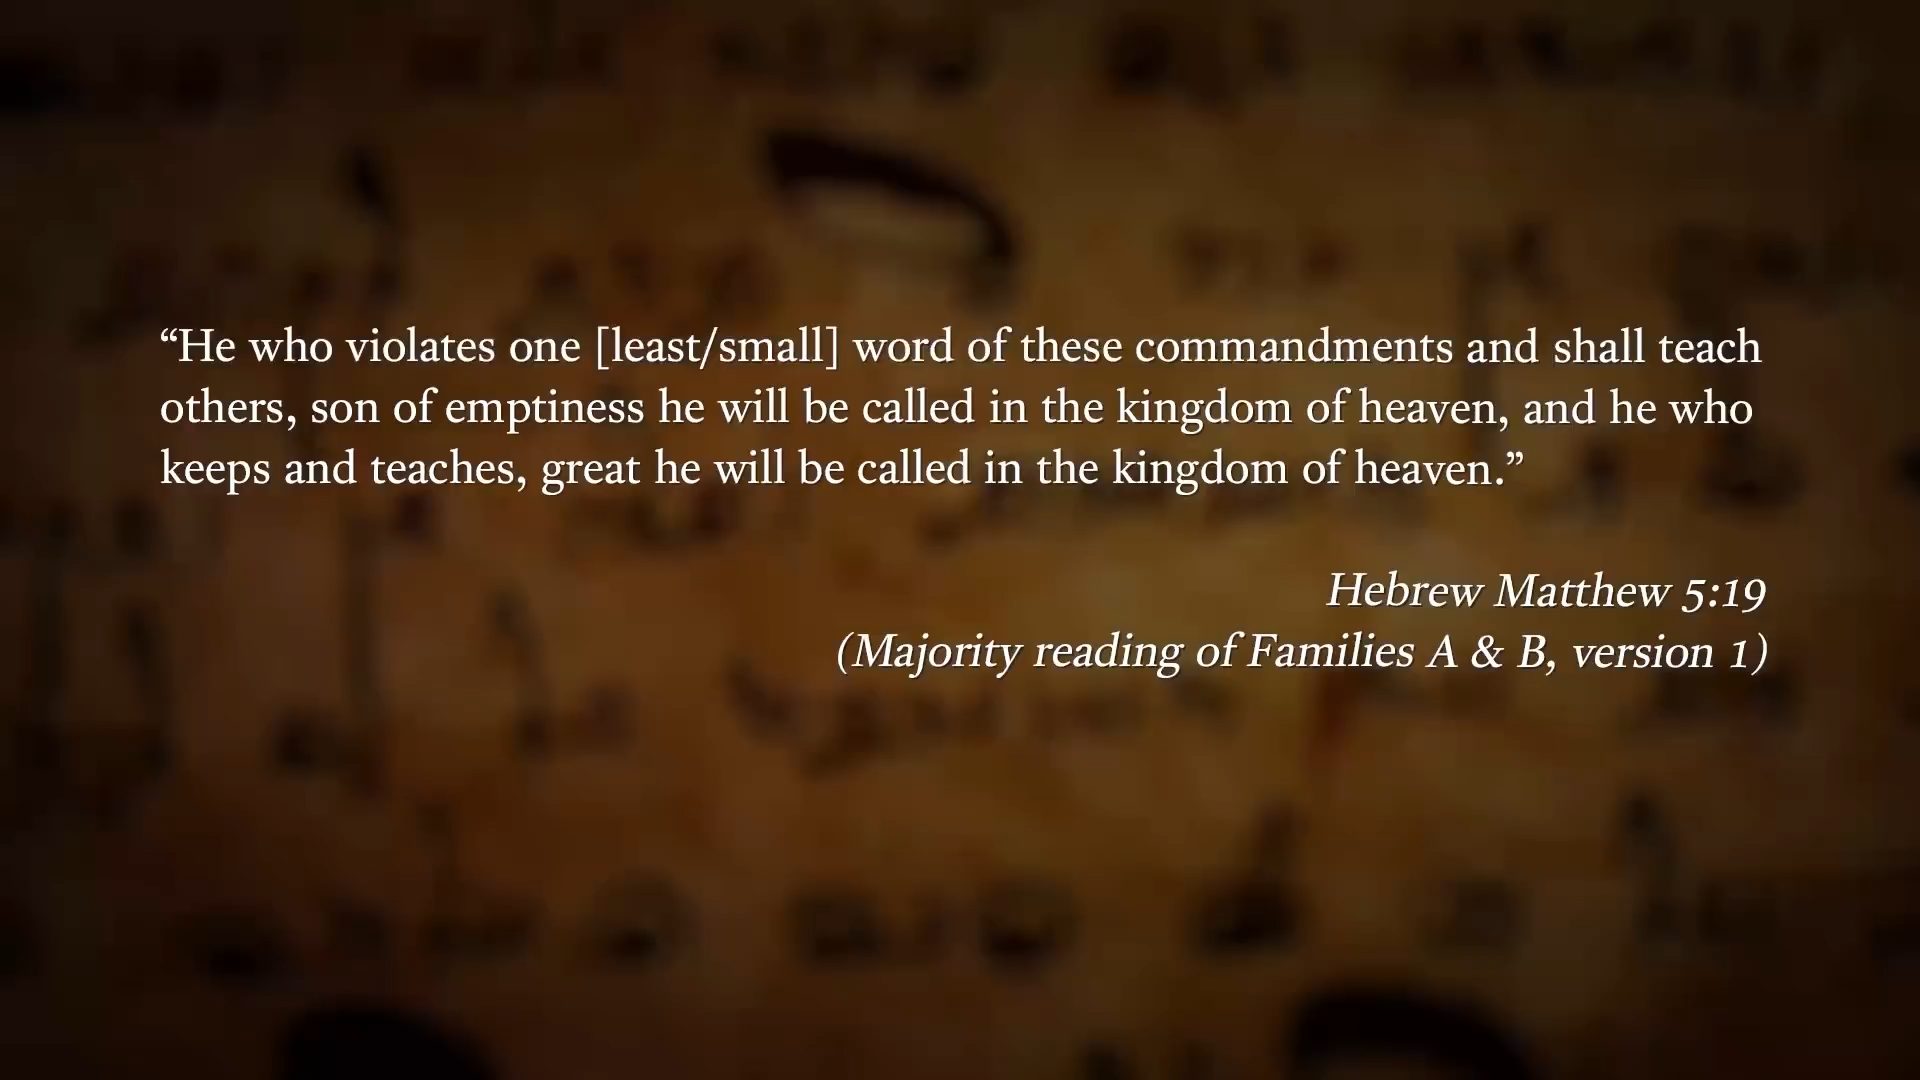 “He who violates one [least/small] word of these commandments and shall teach
others, son of emptiness he will be called in the kingdom of heaven, and he who
keeps and teaches, great he will be called in the kingdom of heaven.”
Hebrew Matthew 5:19
(Majority reading of Families A & B, version 1)